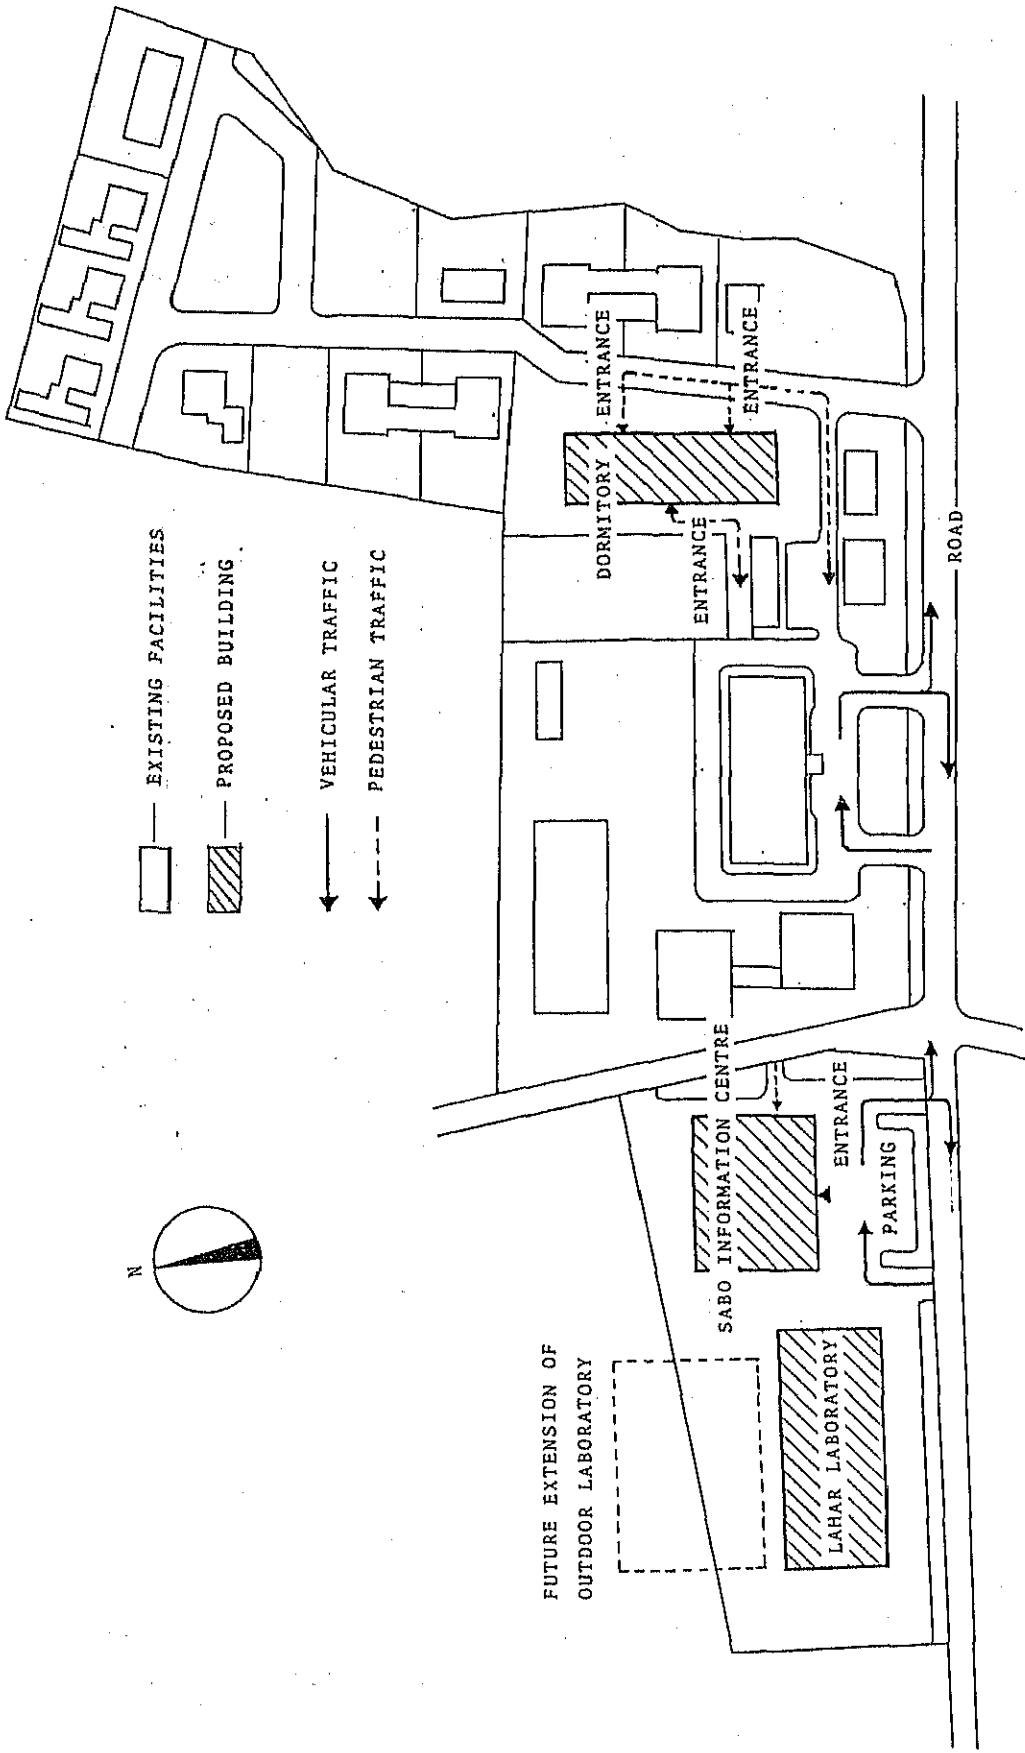 N
EXISTING FACILITIES
PROPOSED BUILDING
VEHICULAR TRAFFIC
PEDESTRIAN TRAFFIC
FUTURE EXTENSION OF
OUTDOOR LABORATORY
LAHAR LABORATORY
SABO INFORMATION CENTRE
ENTRANCE
PARKING
DORMITORY
ENTRANCE
ENTRANCE
ENTRANCE
ROAD